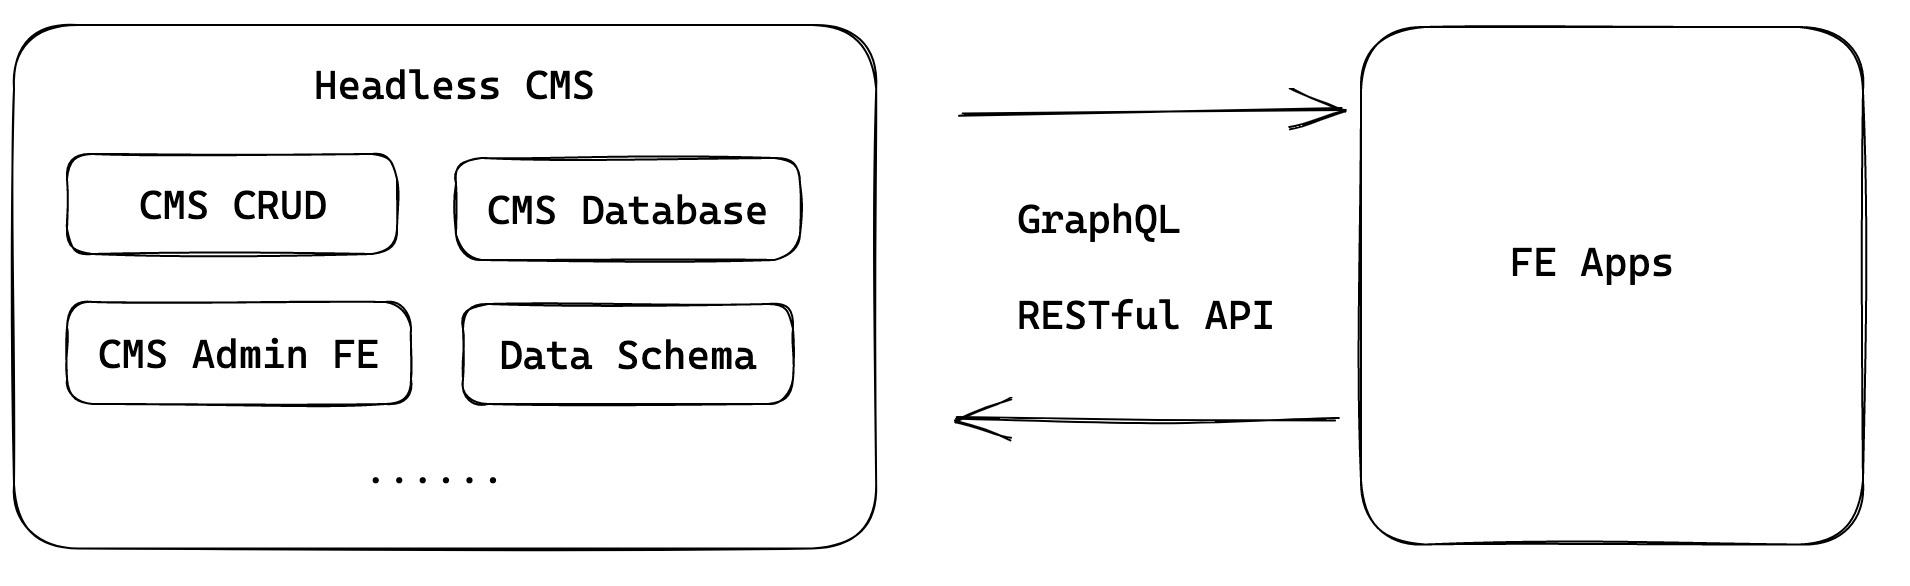 Headless CMS
CMS CRUD
CMS Database
CMS Admin FE
Data Schema
......
GraphQL
RESTful API
FE Apps